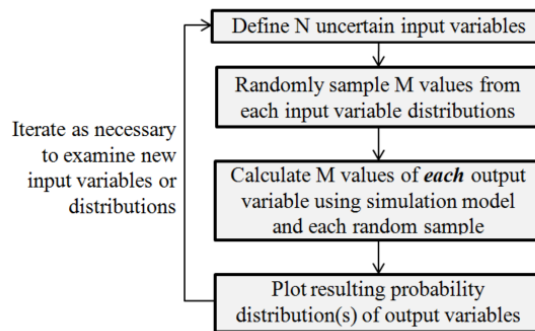 Define N uncertain input variables
Randomly sample M values from
each input variable distributions
Iterate as necessary
to examine new
input variables or
distributions
Calculate M values of each output
variable using simulation model
and each random sample
Plot resulting probability
distribution(s) of output variables